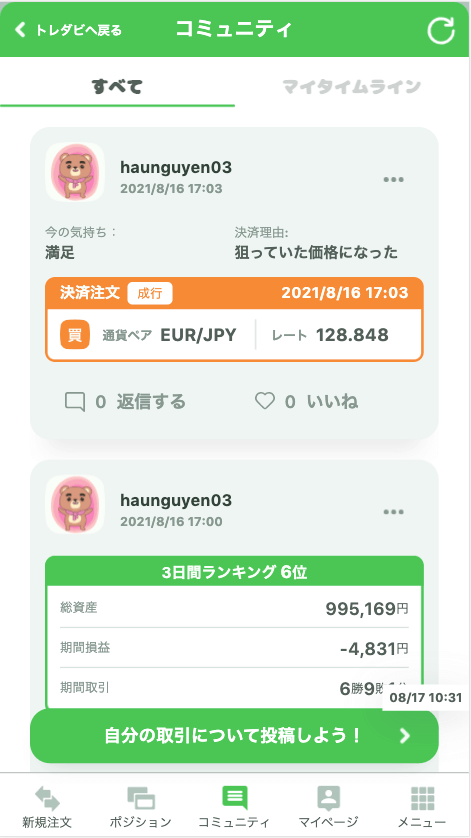 トレダビへ戻る
コミュニティ
すべて
マイタイムライン
haunguyen03
2021/8/16 17:03
今の気持ち：
満足
決済理由:
狙っていた価格になった
決済注文 成行 2021/8/16 17:03
買 通貨ペア EUR/JPY レート 128.848
0 返信する
0 いいね
haunguyen03
2021/8/16 17:00
3日間ランキング 6位
総資産 995,169円
期間損益 -4,831円
期間取引 6勝9敗
08/17 10:31
自分の取引について投稿しよう！
新規注文
ポジション
コミュニティ
マイページ
メニュー